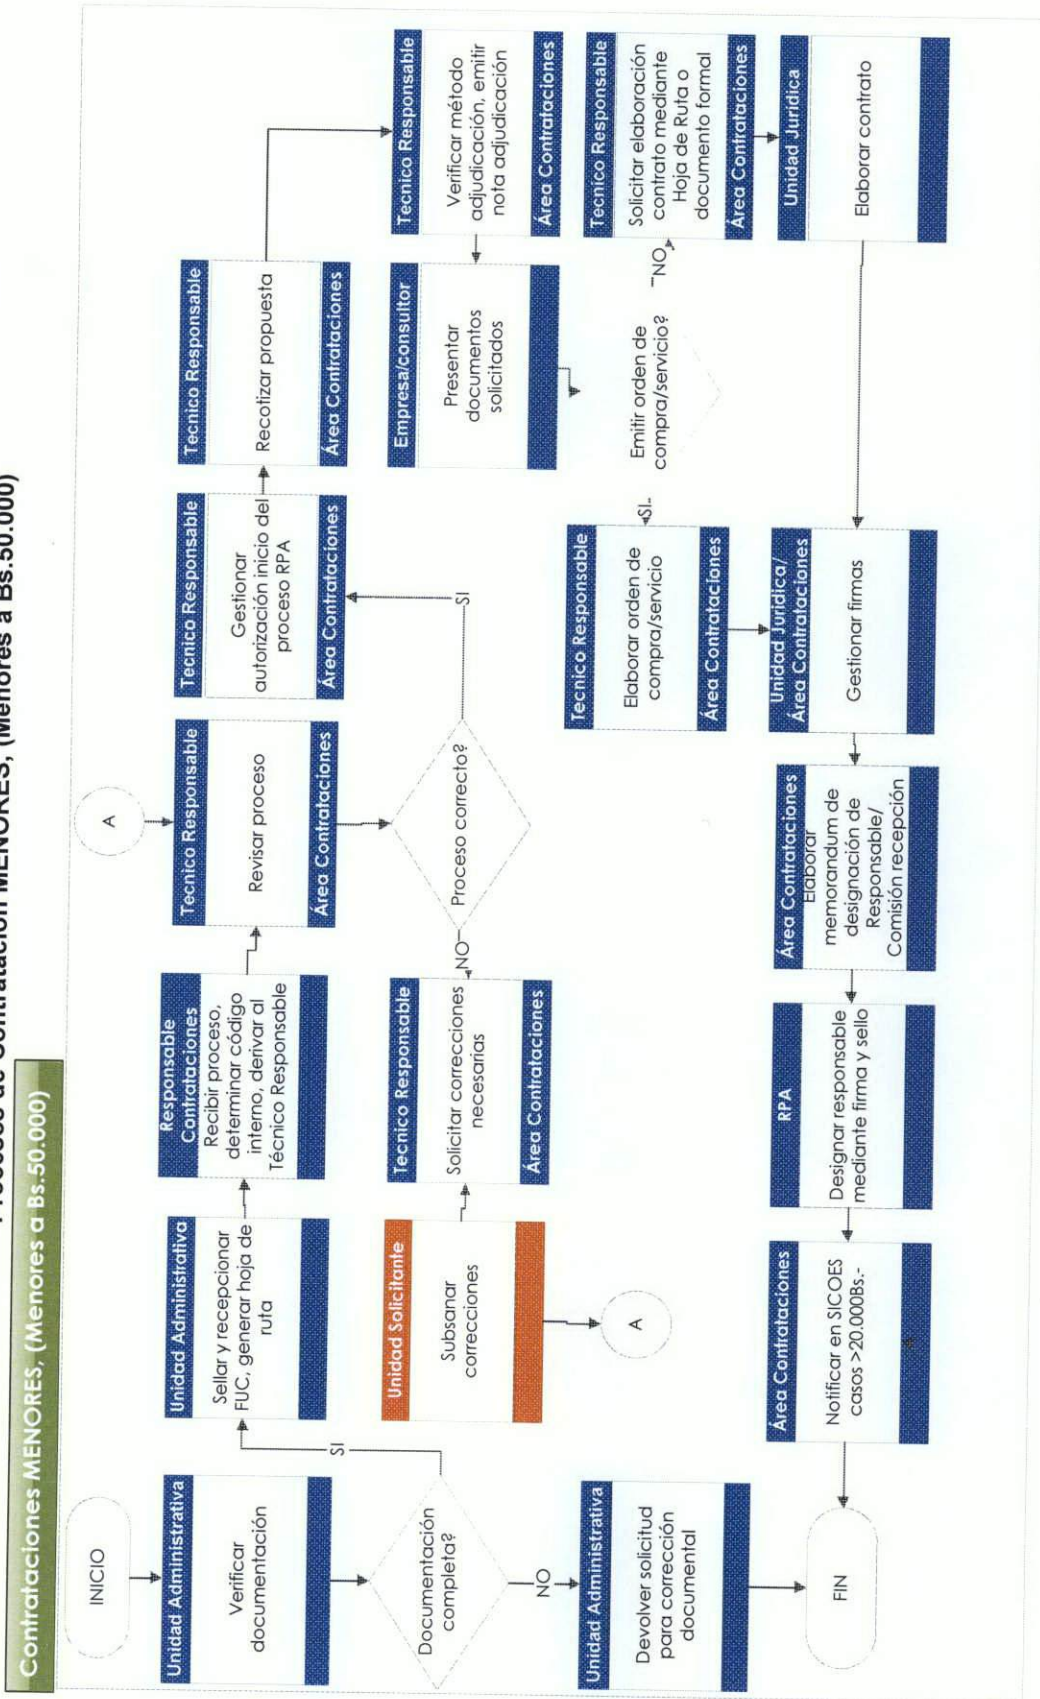 Contratación MENORES, (Menores a Bs.50.000)
Contrataciones MENORES, (Menores a Bs.50.000)
INICIO
Unidad Administrativa
Verificar
documentación
Documentación
completa?
SI
NO
Unidad Administrativa
Devolver solicitud
para corrección
documental
FIN
Unidad Administrativa
Sellar y recepcionar
FUC, generar hoja de
ruta
Responsable
Contrataciones
Recibir proceso,
determinar código
interno, derivar al
Técnico Responsable
A
Tecnico Responsable
Revisar proceso
Área Contrataciones
Proceso correcto?
NO
SI
Tecnico Responsable
Solicitar correcciones
necesarias
Área Contrataciones
Unidad Solicitante
Subsanar
correcciones
A
Tecnico Responsable
Gestionar
autorización inicio del
proceso RPA
Área Contrataciones
Tecnico Responsable
Recotizar propuesta
Área Contrataciones
Tecnico Responsable
Verificar método
adjudicación, emitir
nota adjudicación
Área Contrataciones
Empresa/consultor
Presentar
documentos
solicitados
Emitir orden de
compra/servicio?
SI
NO
Tecnico Responsable
Elaborar orden de
compra/servicio
Área Contrataciones
Tecnico Responsable
Solicitar elaboración
contrato mediante
Hoja de Ruta o
documento formal
Área Contrataciones
Unidad Jurídica
Elaborar contrato
Unidad Jurídica/
Área Contrataciones
Gestionar firmas
Área Contrataciones
Elaborar
memorandum de
designación de
Responsable/
Comisión recepción
RPA
Designar responsable
mediante firma y sello
Área Contrataciones
Notificar en SICOES
casos >20.000Bs.-